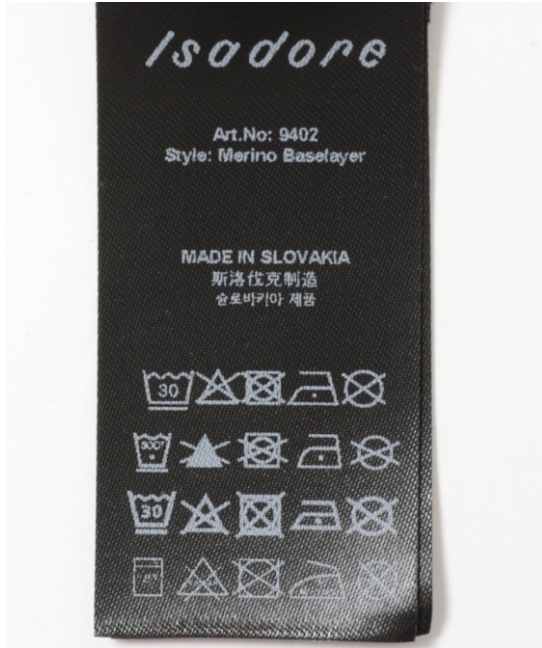 Isadore
Art.No: 9402
Style: Merino Baselayer
MADE IN SLOVAKIA
斯洛伐克制造
슬로바키아 제품
30
30